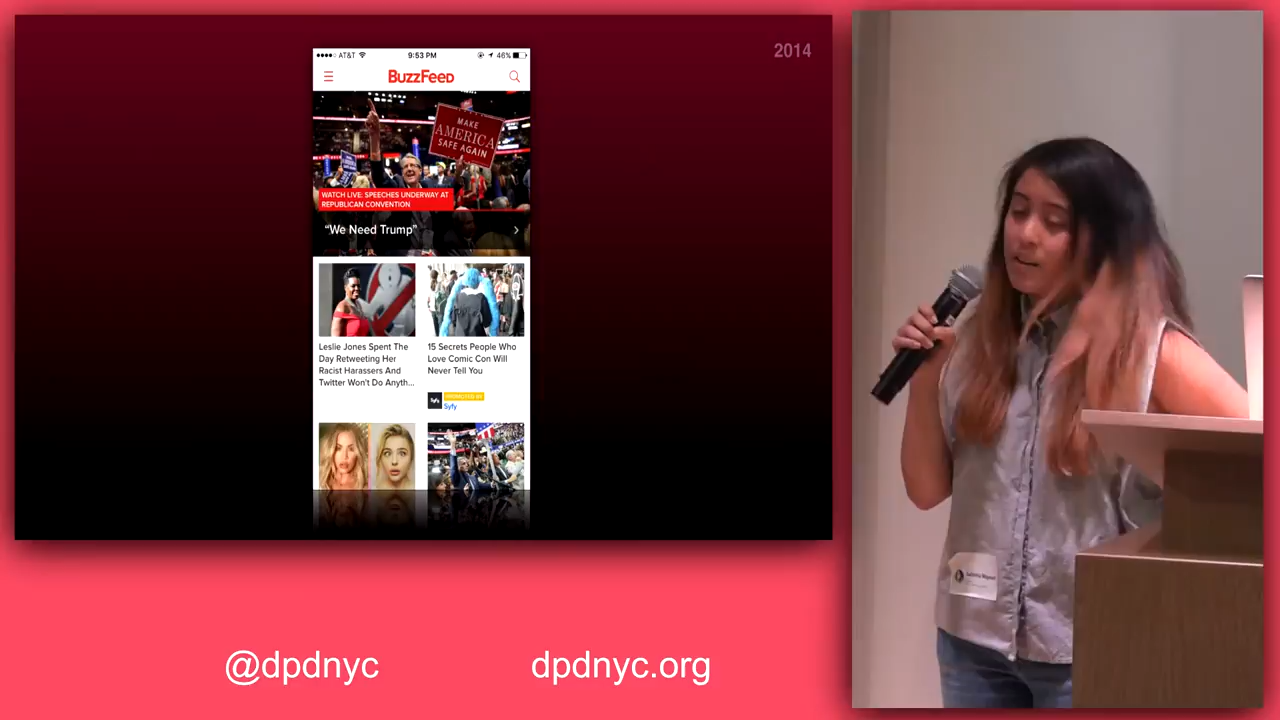 2014
AT&T
9:53 PM
46%
BuzzFeed
MAKE
AMERICA
SAFE AGAIN
WATCH LIVE: SPEECHES UNDERWAY AT
REPUBLICAN CONVENTION
“We Need Trump”
Leslie Jones Spent The
Day Retweeting Her
Racist Harassers And
Twitter Won't Do Anyth...
15 Secrets People Who
Love Comic Con Will
Never Tell You
PROMOTED BY
Syfy
@dpdnyc
dpdnyc.org